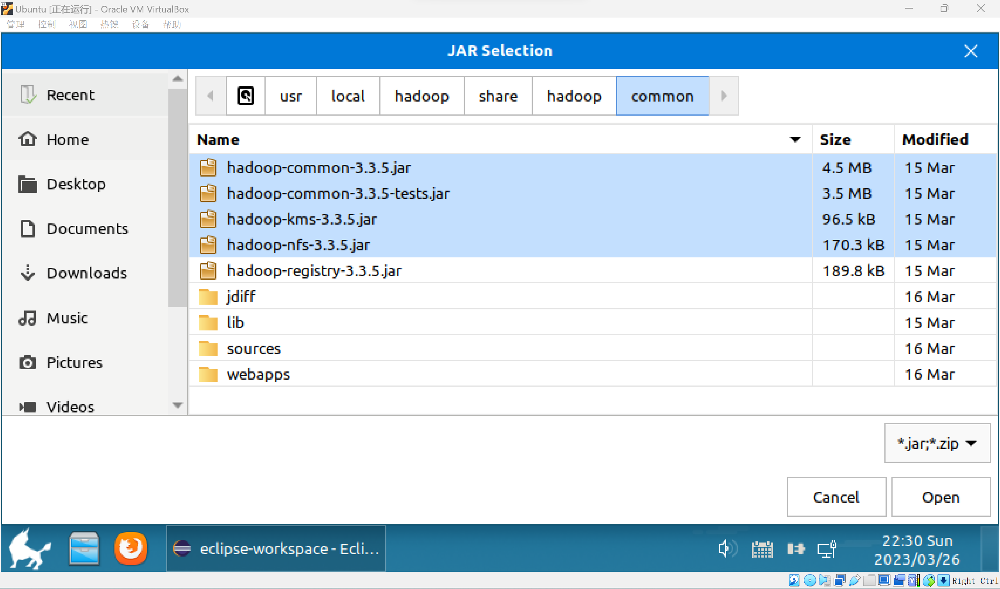 64
Ubuntu [正在运行] - Oracle VM VirtualBox
管理 控制 视图 热键 设备 帮助
JAR Selection
Recent
Home
Desktop
Documents
Downloads
Music
Pictures
Videos
usr local hadoop share hadoop common
Name Size Modified
hadoop-common-3.3.5.jar 4.5 MB 15 Mar
hadoop-common-3.3.5-tests.jar 3.5 MB 15 Mar
hadoop-kms-3.3.5.jar 96.5 kB 15 Mar
hadoop-nfs-3.3.5.jar 170.3 kB 15 Mar
hadoop-registry-3.3.5.jar 189.8 kB 15 Mar
jdiff 16 Mar
lib 15 Mar
sources 16 Mar
webapps 16 Mar
*.jar;*.zip
Cancel Open
eclipse-workspace - Ecli...
22:30 Sun
2023/03/26
Right Ctrl